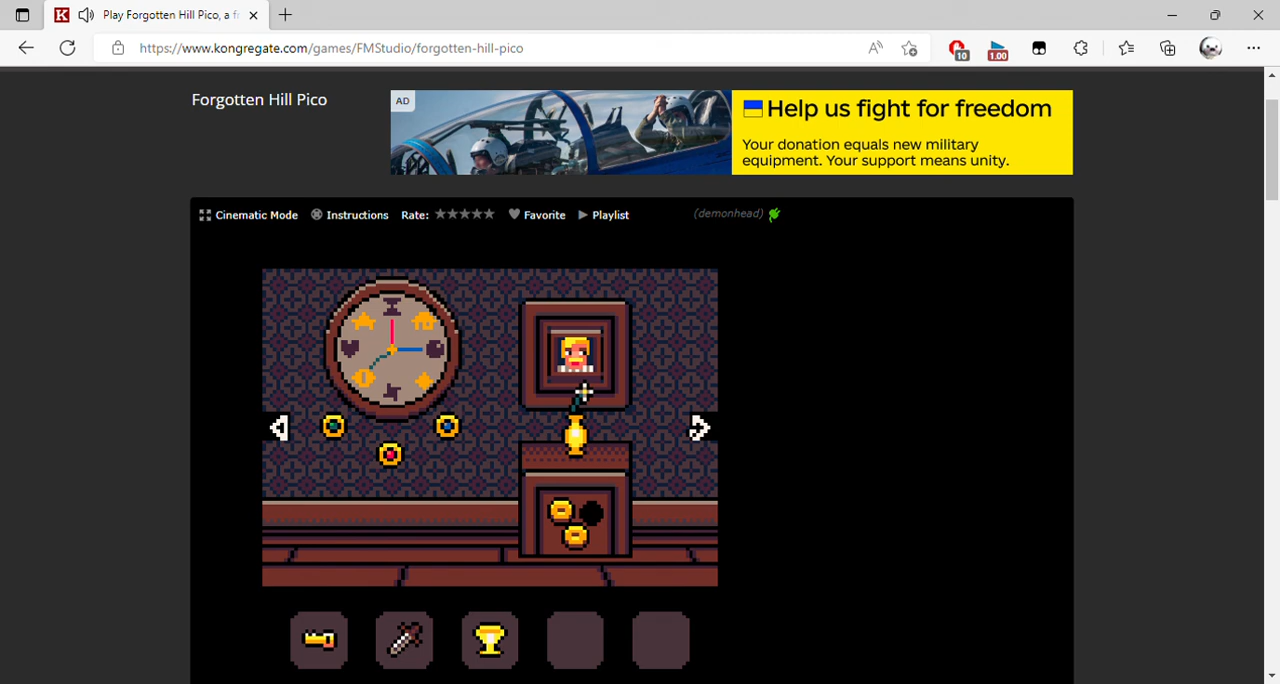 Play Forgotten Hill Pico, a f
https://www.kongregate.com/games/FMStudio/forgotten-hill-pico
10
1.00
Forgotten Hill Pico
AD
Help us fight for freedom
Your donation equals new military
equipment. Your support means unity.
Cinematic Mode Instructions Rate: Favorite Playlist (demonhead)